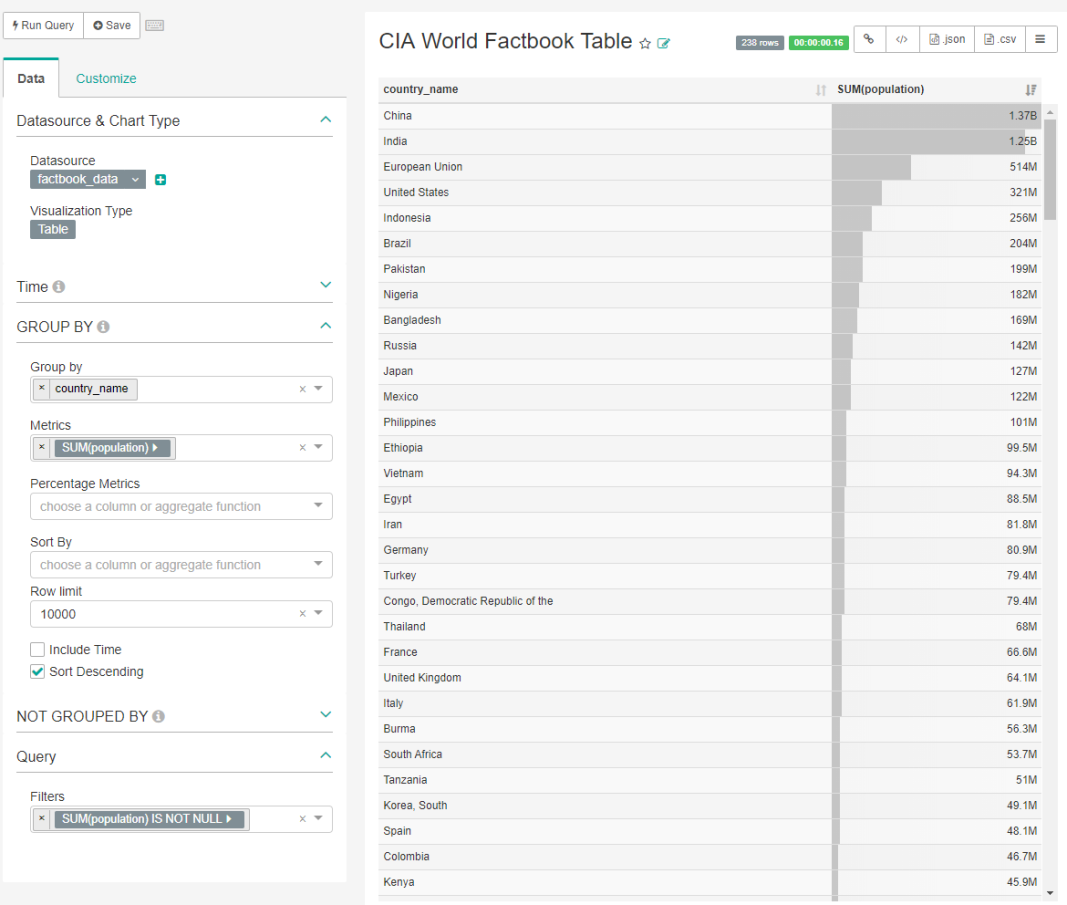 Run Query
Save
Data
Customize
Datasource & Chart Type
Datasource
factbook_data
Visualization Type
Table
Time
GROUP BY
Group by
× country_name ×
Metrics
× SUM(population) ×
Percentage Metrics
choose a column or aggregate function
Sort By
choose a column or aggregate function
Row limit
10000 ×
Include Time
Sort Descending
NOT GROUPED BY
Query
Filters
× SUM(population) IS NOT NULL ×
CIA World Factbook Table
238 rows
00:00:00.16
</>
.json
.csv
country_name SUM(population)
China 1.37B
India 1.25B
European Union 514M
United States 321M
Indonesia 256M
Brazil 204M
Pakistan 199M
Nigeria 182M
Bangladesh 169M
Russia 142M
Japan 127M
Mexico 122M
Philippines 101M
Ethiopia 99.5M
Vietnam 94.3M
Egypt 88.5M
Iran 81.8M
Germany 80.9M
Turkey 79.4M
Congo, Democratic Republic of the 79.4M
Thailand 68M
France 66.6M
United Kingdom 64.1M
Italy 61.9M
Burma 56.3M
South Africa 53.7M
Tanzania 51M
Korea, South 49.1M
Spain 48.1M
Colombia 46.7M
Kenya 45.9M